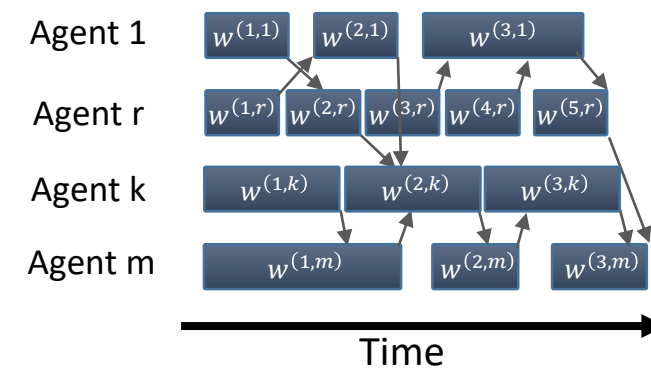 Agent 1 w^(1,1) w^(2,1) w^(3,1)
Agent r w^(1,r) w^(2,r) w^(3,r) w^(4,r) w^(5,r)
Agent k w^(1,k) w^(2,k) w^(3,k)
Agent m w^(1,m) w^(2,m) w^(3,m)
Time